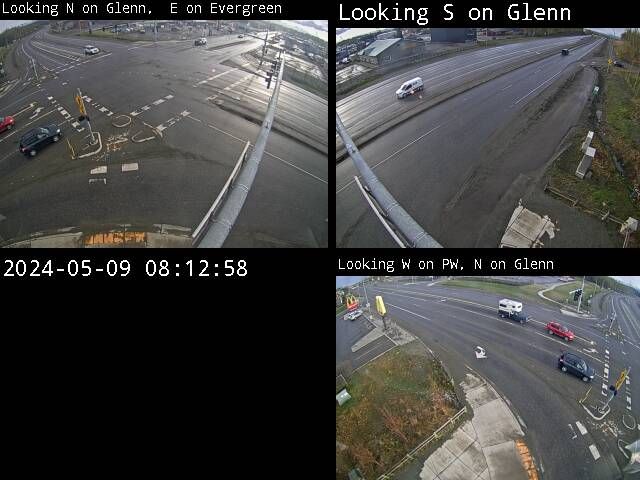 Looking N on Glenn,  E on Evergreen
Looking S on Glenn
2024-05-09 08:12:58
Looking W on PW, N on Glenn